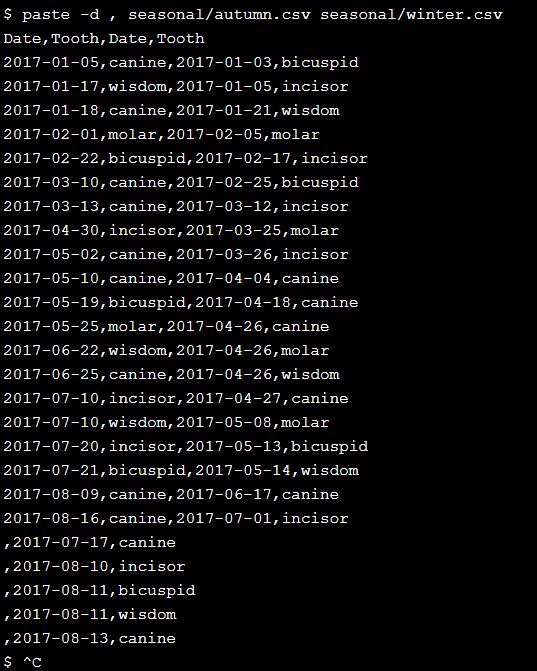 $ paste -d , seasonal/autumn.csv seasonal/winter.csv
Date,Tooth,Date,Tooth
2017-01-05,canine,2017-01-03,bicuspid
2017-01-17,wisdom,2017-01-05,incisor
2017-01-18,canine,2017-01-21,wisdom
2017-02-01,molar,2017-02-05,molar
2017-02-22,bicuspid,2017-02-17,incisor
2017-03-10,canine,2017-02-25,bicuspid
2017-03-13,canine,2017-03-12,incisor
2017-04-30,incisor,2017-03-25,molar
2017-05-02,canine,2017-03-26,incisor
2017-05-10,canine,2017-04-04,canine
2017-05-19,bicuspid,2017-04-18,canine
2017-05-25,molar,2017-04-26,canine
2017-06-22,wisdom,2017-04-26,molar
2017-06-25,canine,2017-04-26,wisdom
2017-07-10,incisor,2017-04-27,canine
2017-07-10,wisdom,2017-05-08,molar
2017-07-20,incisor,2017-05-13,bicuspid
2017-07-21,bicuspid,2017-05-14,wisdom
2017-08-09,canine,2017-06-17,canine
2017-08-16,canine,2017-07-01,incisor
,2017-07-17,canine
,2017-08-10,incisor
,2017-08-11,bicuspid
,2017-08-11,wisdom
,2017-08-13,canine
$ ^C